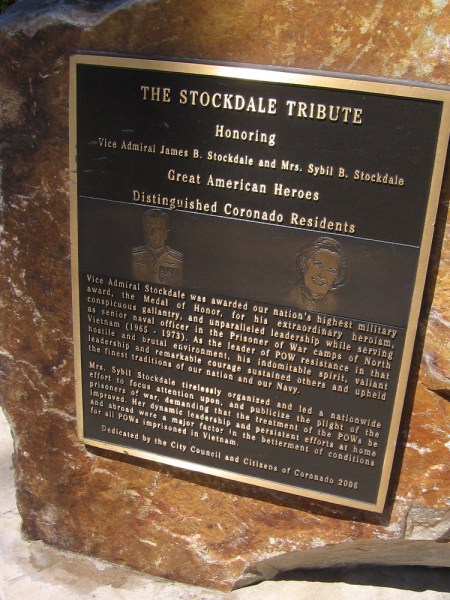 THE STOCKDALE TRIBUTE
Honoring
Vice Admiral James B. Stockdale and Mrs. Sybil B. Stockdale
Great American Heroes
Distinguished Coronado Residents
Vice Admiral Stockdale was awarded our nation's highest military
award, the Medal of Honor, for his extraordinary heroism,
conspicuous gallantry, and unparalleled leadership while serving
as senior naval officer in the Prisoner of War camps of North
Vietnam (1965 - 1973). As the leader of POW resistance in that
hostile and brutal environment, his indomitable spirit, valiant
leadership and remarkable courage sustained others and upheld
the finest traditions of our nation and our Navy.
Mrs. Sybil Stockdale tirelessly organized and led a nationwide
effort to focus attention upon, and publicize the plight of the
prisoners of war, demanding that the treatment of the POWs be
improved. Her dynamic leadership and persistent efforts at home
and abroad were a major factor in the betterment of conditions
for all POWs imprisoned in Vietnam.
Dedicated by the City Council and Citizens of Coronado 2006